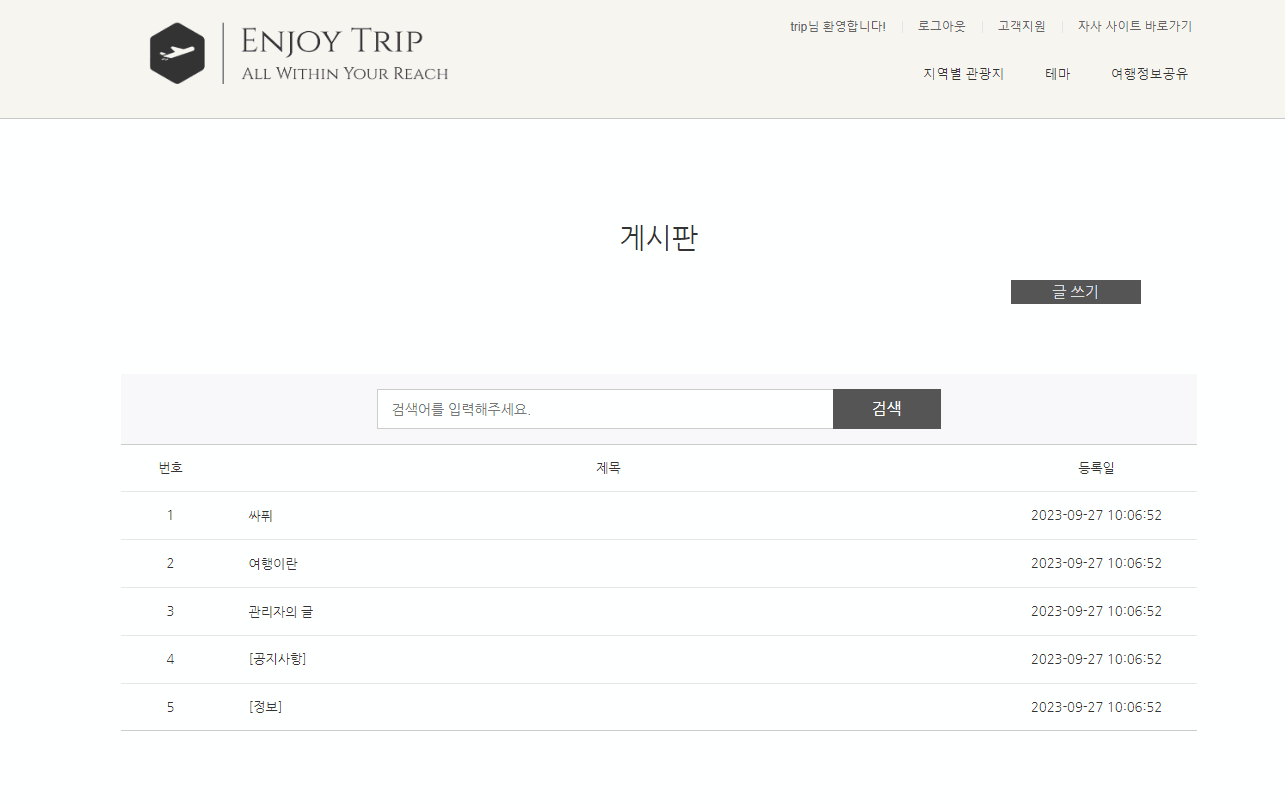 ENJOY TRIP
ALL WITHIN YOUR REACH
trip님 환영합니다! 로그아웃 고객지원 자사 사이트 바로가기
지역별 관광지 테마 여행정보공유
게시판
글 쓰기
검색어를 입력해주세요. 검색
번호 제목 등록일
1 싸퓌 2023-09-27 10:06:52
2 여행이란 2023-09-27 10:06:52
3 관리자의 글 2023-09-27 10:06:52
4 [공지사항] 2023-09-27 10:06:52
5 [정보] 2023-09-27 10:06:52